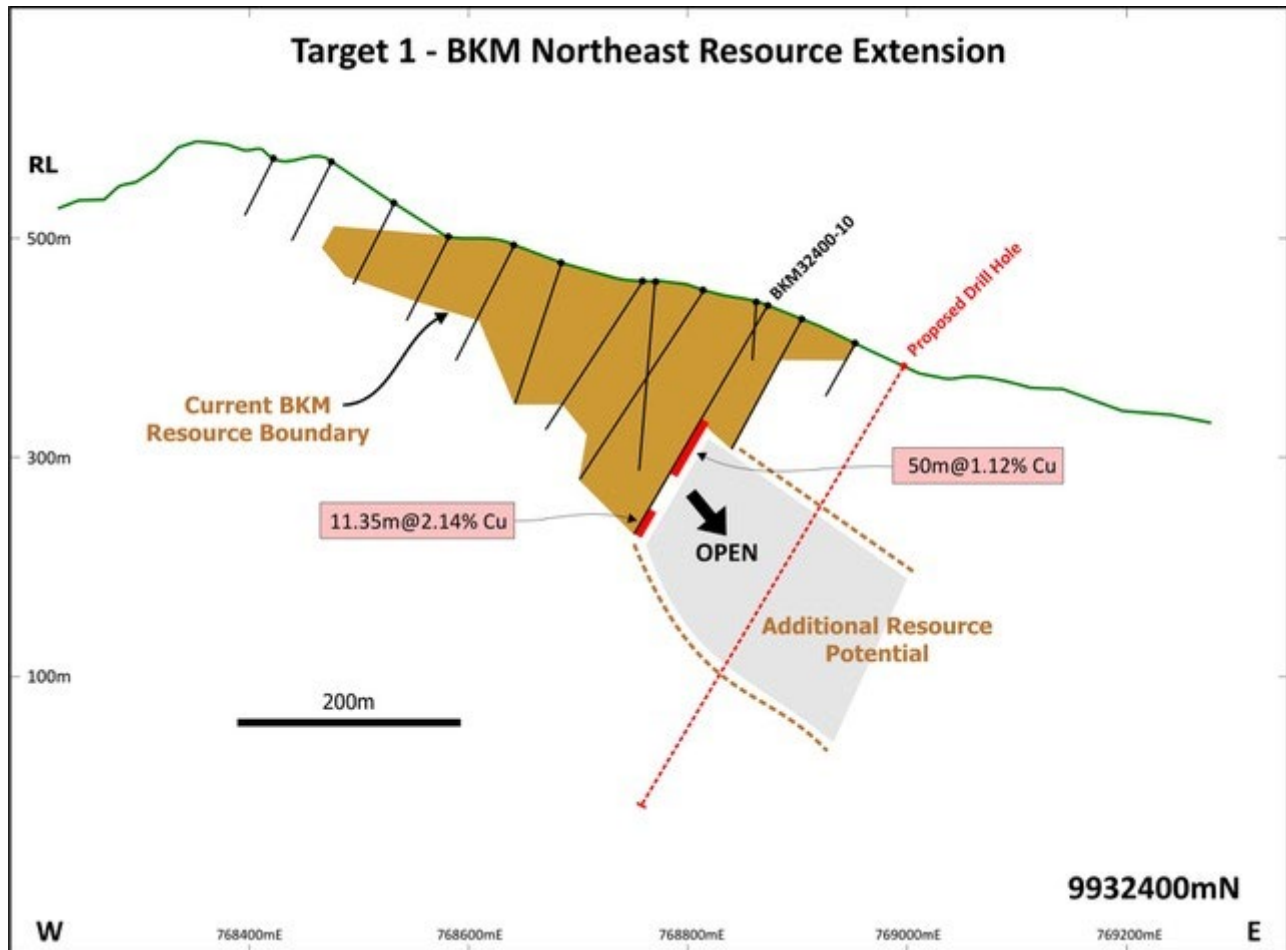 Target 1 - BKM Northeast Resource Extension
RL
500m
300m
100m
BKM32400-10
Proposed Drill Hole
Current BKM
Resource Boundary
50m@1.12% Cu
11.35m@2.14% Cu
OPEN
Additional Resource
Potential
200m
9932400mN
W
768400mE
768600mE
768800mE
769000mE
769200mE
E